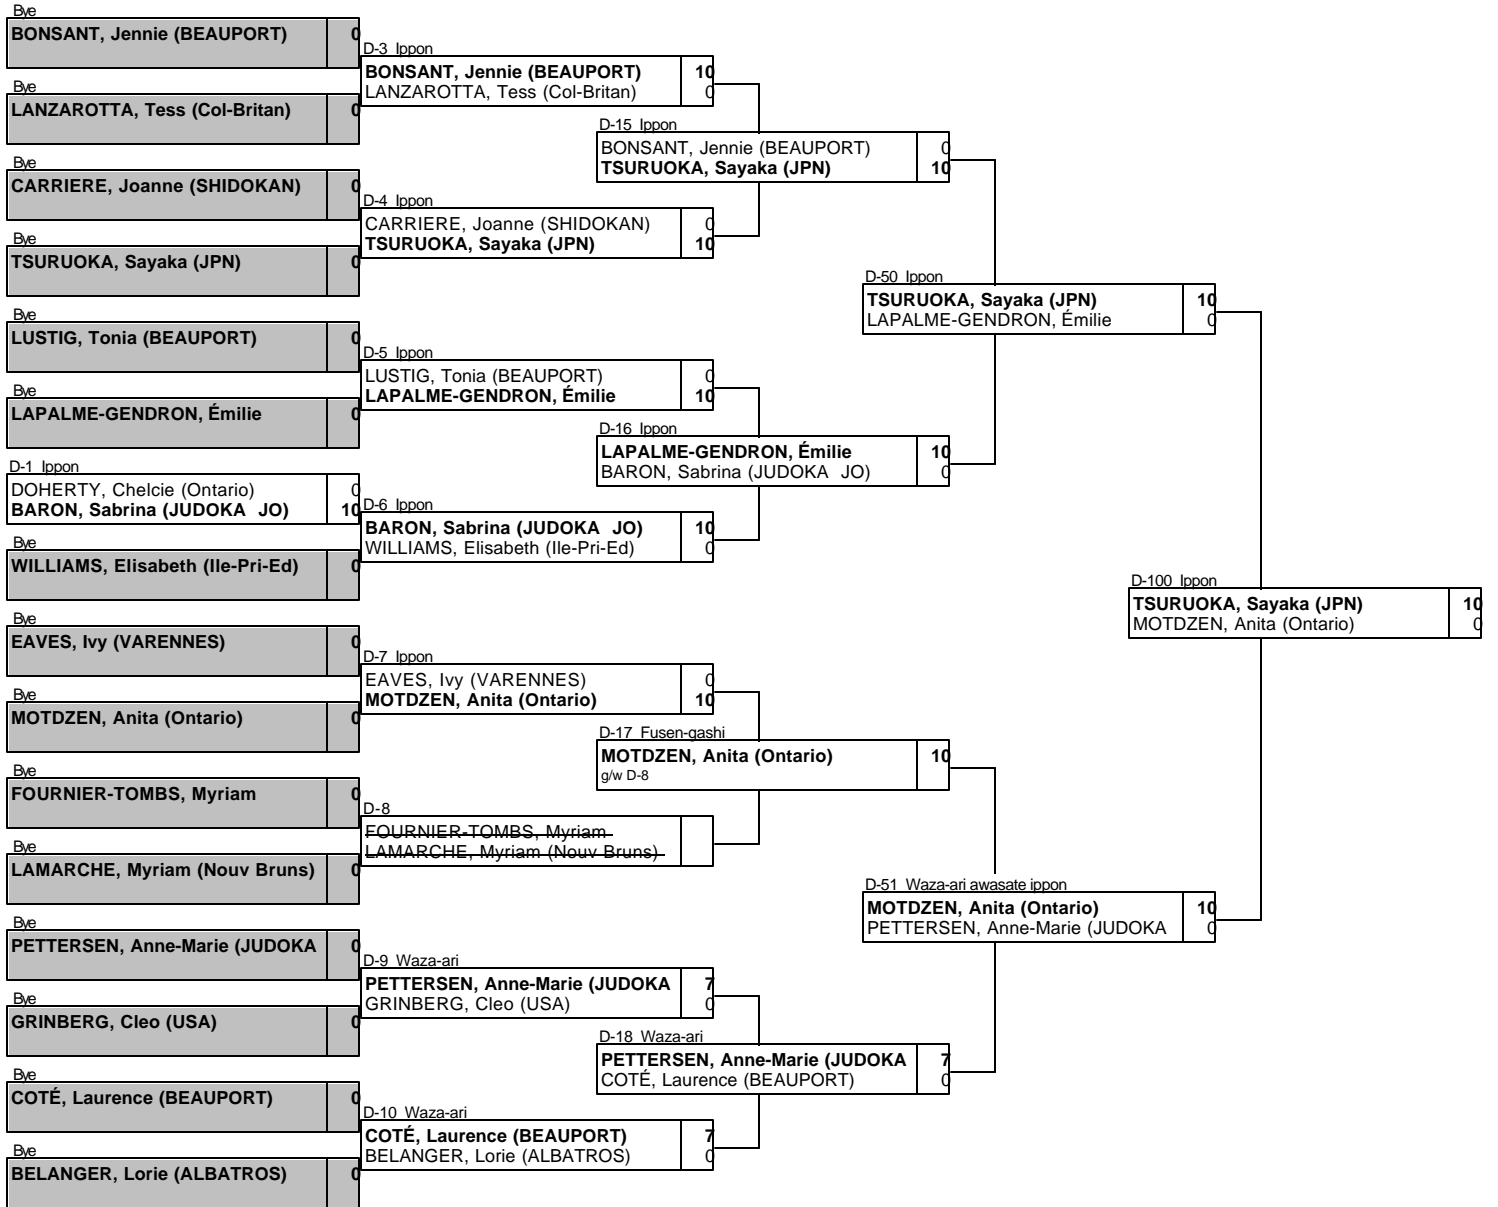 Bye
BONSANT, Jennie (BEAUPORT) 0
Bye
LANZAROTTA, Tess (Col-Britan) 0
Bye
CARRIERE, Joanne (SHIDOKAN) 0
Bye
TSURUOKA, Sayaka (JPN) 0
Bye
LUSTIG, Tonia (BEAUPORT) 0
Bye
LAPALME-GENDRON, Émilie 0
D-1 Ippon
DOHERTY, Chelcie (Ontario) 0
BARON, Sabrina (JUDOKA JO) 10
Bye
WILLIAMS, Elisabeth (Ile-Pri-Ed) 0
Bye
EAVES, Ivy (VARENNES) 0
Bye
MOTDZEN, Anita (Ontario) 0
Bye
FOURNIER-TOMBS, Myriam 0
Bye
LAMARCHE, Myriam (Nouv Bruns) 0
Bye
PETTERSEN, Anne-Marie (JUDOKA 0
Bye
GRINBERG, Cleo (USA) 0
Bye
COTÉ, Laurence (BEAUPORT) 0
Bye
BELANGER, Lorie (ALBATROS) 0
D-3 Ippon
BONSANT, Jennie (BEAUPORT) 10
LANZAROTTA, Tess (Col-Britan) 0
D-4 Ippon
CARRIERE, Joanne (SHIDOKAN) 0
TSURUOKA, Sayaka (JPN) 10
D-5 Ippon
LUSTIG, Tonia (BEAUPORT) 0
LAPALME-GENDRON, Émilie 10
D-6 Ippon
BARON, Sabrina (JUDOKA JO) 10
WILLIAMS, Elisabeth (Ile-Pri-Ed) 0
D-7 Ippon
EAVES, Ivy (VARENNES) 0
MOTDZEN, Anita (Ontario) 10
D-8
FOURNIER-TOMBS, Myriam
LAMARCHE, Myriam (Nouv Bruns)
D-9 Waza-ari
PETTERSEN, Anne-Marie (JUDOKA 7
GRINBERG, Cleo (USA) 0
D-10 Waza-ari
COTÉ, Laurence (BEAUPORT) 7
BELANGER, Lorie (ALBATROS) 0
D-15 Ippon
BONSANT, Jennie (BEAUPORT) 0
TSURUOKA, Sayaka (JPN) 10
D-16 Ippon
LAPALME-GENDRON, Émilie 10
BARON, Sabrina (JUDOKA JO) 0
D-17 Fusen-gashi
MOTDZEN, Anita (Ontario) 10
g/w D-8
D-18 Waza-ari
PETTERSEN, Anne-Marie (JUDOKA 7
COTÉ, Laurence (BEAUPORT) 0
D-50 Ippon
TSURUOKA, Sayaka (JPN) 10
LAPALME-GENDRON, Émilie 0
D-51 Waza-ari awasate ippon
MOTDZEN, Anita (Ontario) 10
PETTERSEN, Anne-Marie (JUDOKA 0
D-100 Ippon
TSURUOKA, Sayaka (JPN) 10
MOTDZEN, Anita (Ontario) 0